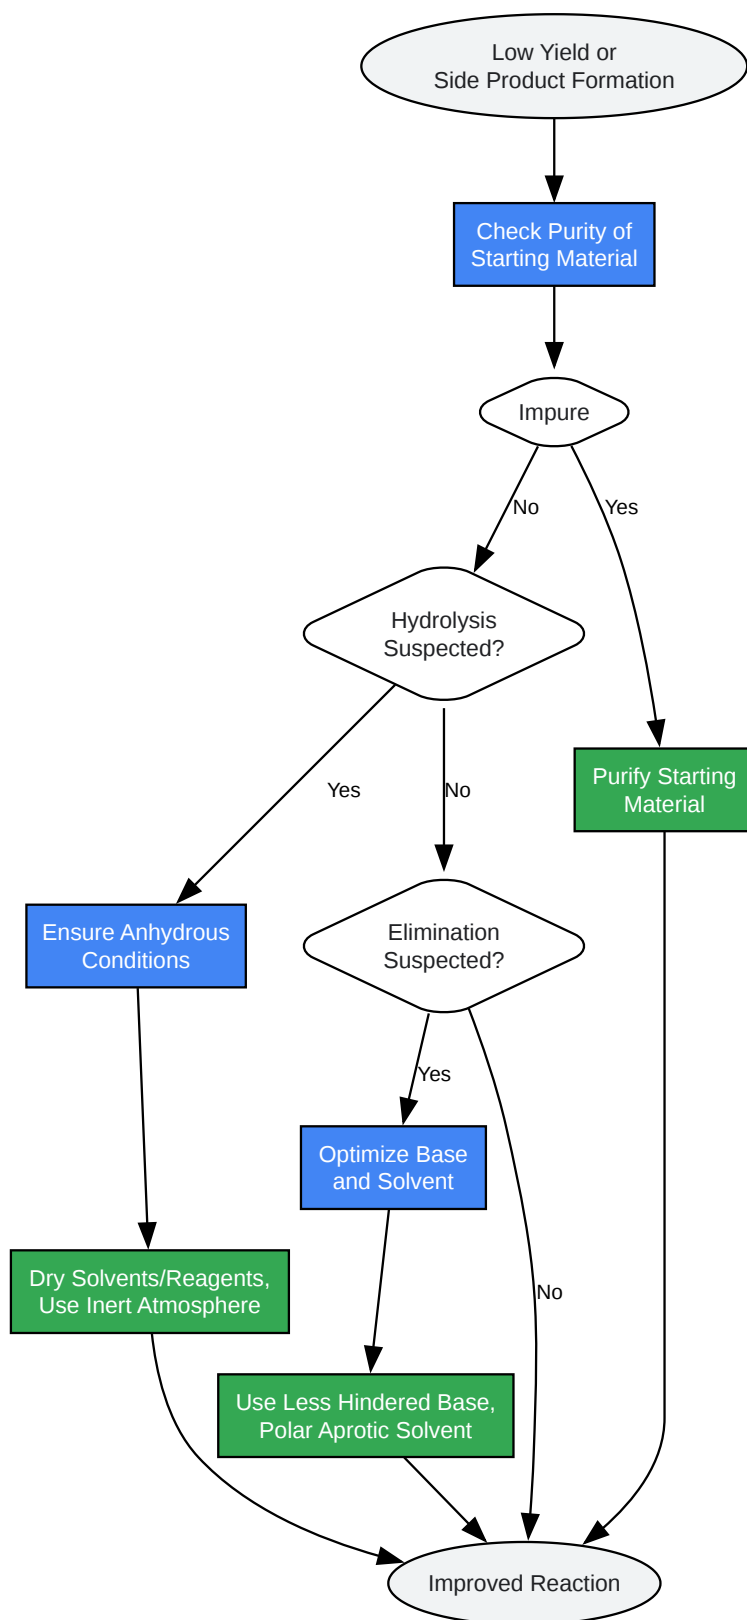 Low Yield or
Side Product Formation
Check Purity of
Starting Material
Impure
No
Yes
Hydrolysis
Suspected?
Yes
No
Purify Starting
Material
Ensure Anhydrous
Conditions
Elimination
Suspected?
Yes
Optimize Base
and Solvent
No
Dry Solvents/Reagents,
Use Inert Atmosphere
Use Less Hindered Base,
Polar Aprotic Solvent
Improved Reaction